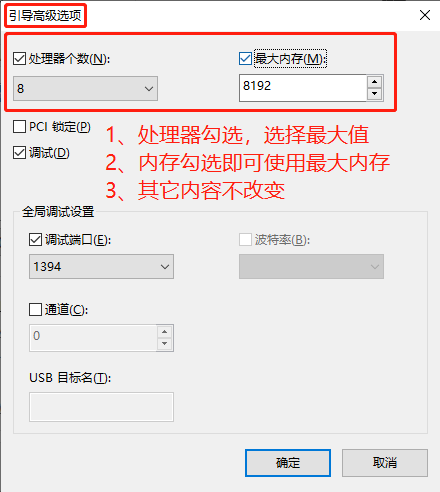 引导高级选项
处理器个数(N):
最大内存(M):
8
8192
PCI 锁定(P)
调试(D)
1、处理器勾选，选择最大值
2、内存勾选即可使用最大内存
3、其它内容不改变
全局调试设置
调试端口(E):
波特率(B):
1394
通道(C):
0
USB 目标名(T):
确定
取消